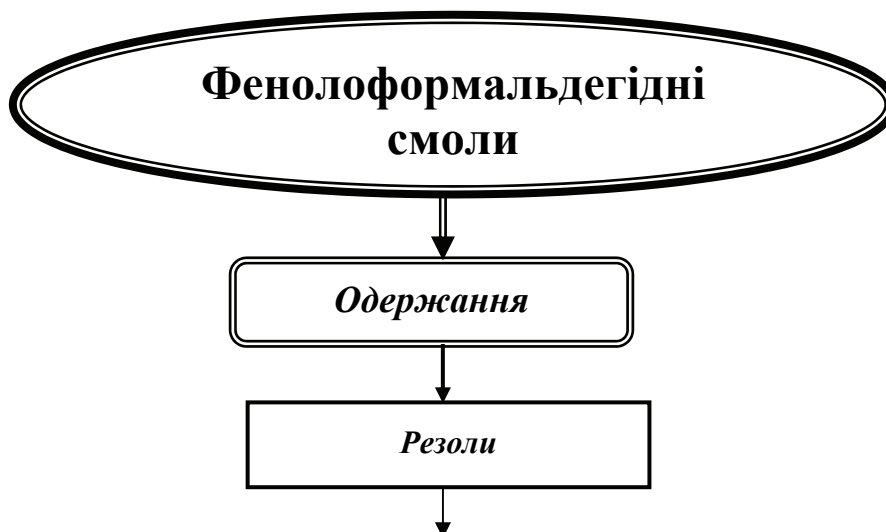 Фенолоформальдегідні
смоли
Одержання
Резоли